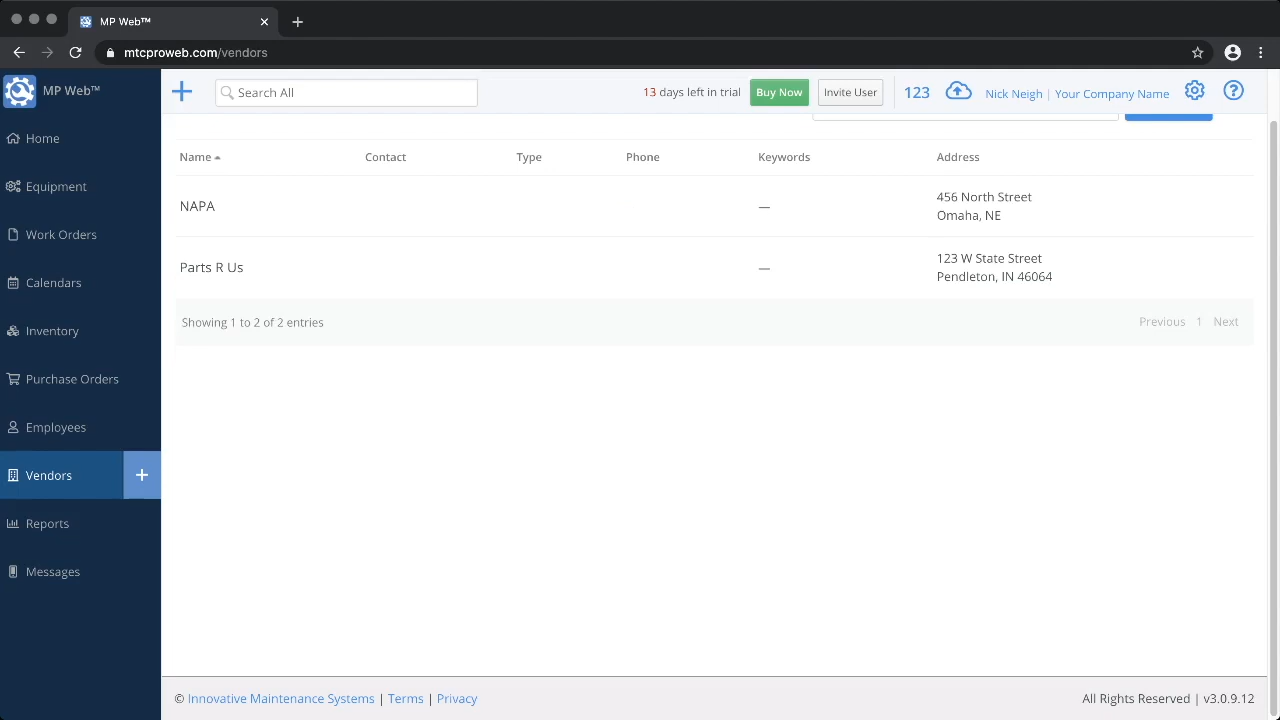 MP Web™
mtcproweb.com/vendors
MP Web™
Search All
13 days left in trial
Buy Now
Invite User
123
Nick Neigh | Your Company Name
Home
Equipment
Work Orders
Calendars
Inventory
Purchase Orders
Employees
Vendors
Reports
Messages
Name Contact Type Phone Keywords Address
NAPA — 456 North Street
Omaha, NE
Parts R Us — 123 W State Street
Pendleton, IN 46064
Showing 1 to 2 of 2 entries
Previous 1 Next
© Innovative Maintenance Systems | Terms | Privacy
All Rights Reserved | v3.0.9.12